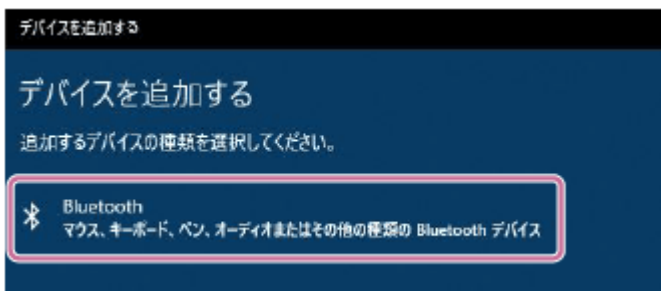 デバイスを追加する
デバイスを追加する
追加するデバイスの種類を選択してください。
Bluetooth
マウス、キーボード、ペン、オーディオまたはその他の種類の Bluetooth デバイス